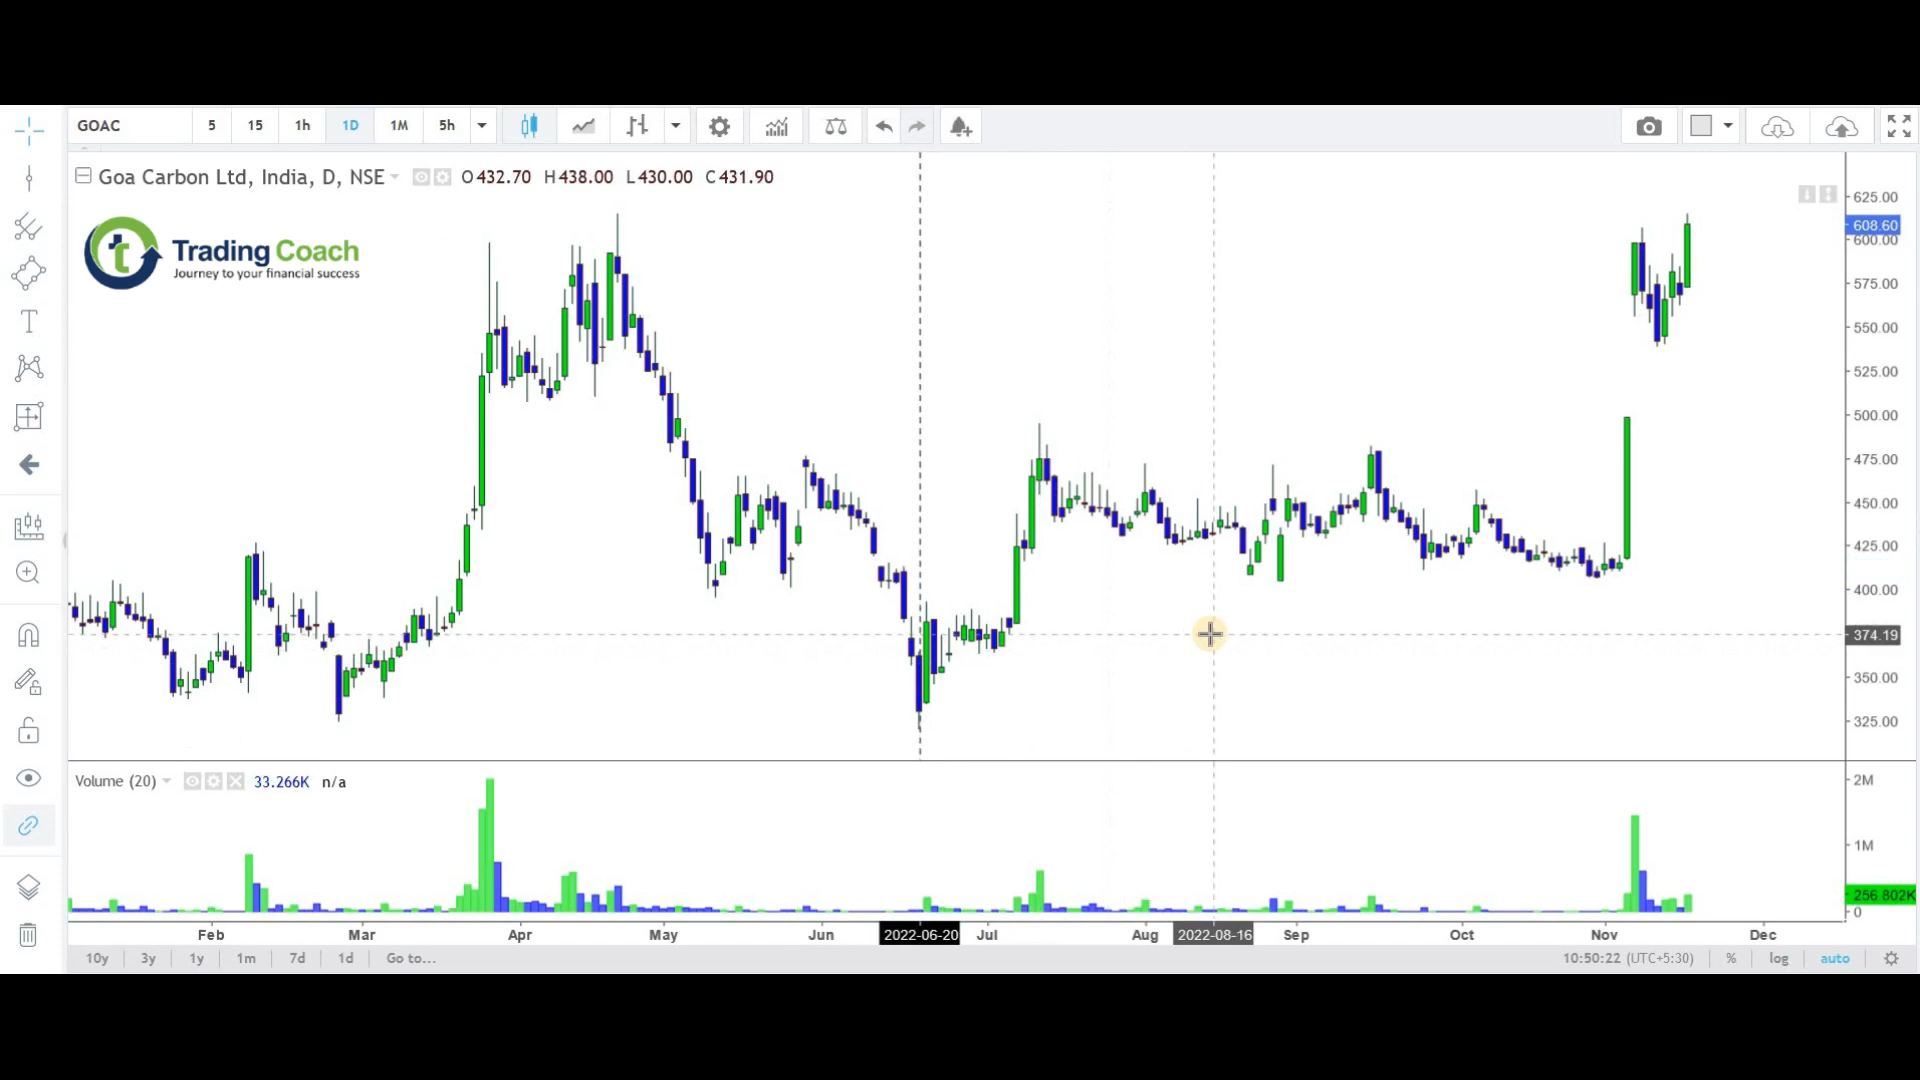 GOAC 5 15 1h 1D 1M 5h
Goa Carbon Ltd, India, D, NSE O432.70 H438.00 L430.00 C431.90
Trading Coach
Journey to your financial success
625.00
608.60
600.00
575.00
550.00
525.00
500.00
475.00
450.00
425.00
400.00
374.19
350.00
325.00
Volume (20) 33.266K n/a
2M
1M
256.802K
0
Feb Mar Apr May Jun 2022-06-20 Jul Aug 2022-08-16 Sep Oct Nov Dec
10y 3y 1y 1m 7d 1d Go to... 10:50:22 (UTC+5:30) % log auto